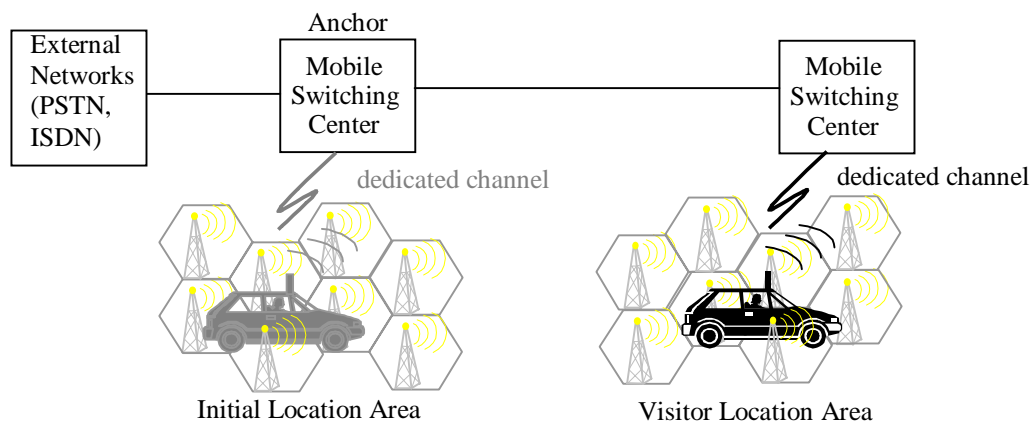 Anchor
External
Networks
(PSTN,
ISDN)
Mobile
Switching
Center
Mobile
Switching
Center
dedicated channel
dedicated channel
Initial Location Area
Visitor Location Area